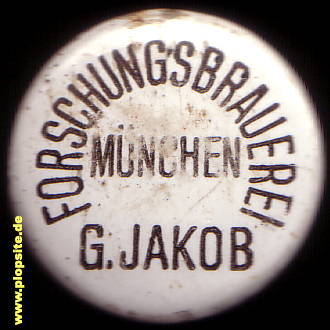 FORSCHUNGSBRAUEREI
MÜNCHEN
G. JAKOB
© www.plopsite.de